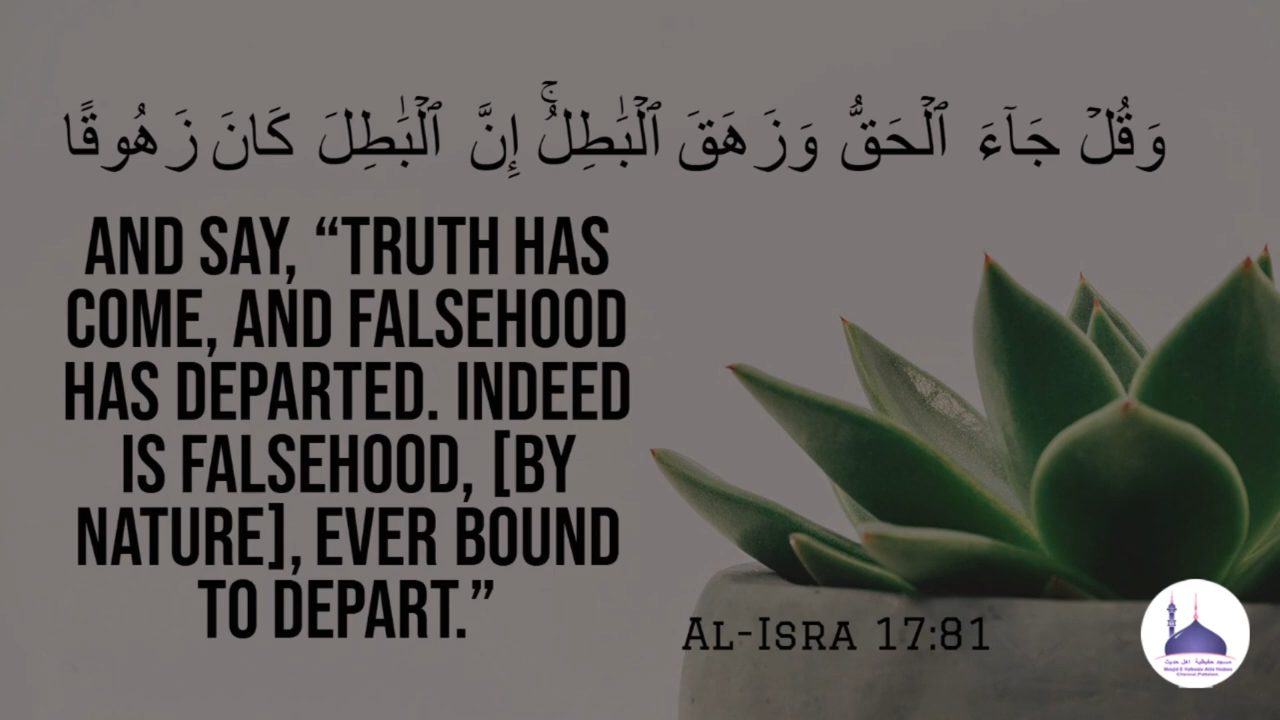 وَقُلۡ جَآءَ ٱلۡحَقُّ وَزَهَقَ ٱلۡبَٰطِلُۚ إِنَّ ٱلۡبَٰطِلَ كَانَ زَهُوقًا
AND SAY, “TRUTH HAS
COME, AND FALSEHOOD
HAS DEPARTED. INDEED
IS FALSEHOOD, [BY
NATURE], EVER BOUND
TO DEPART.”
AL-ISRA 17:81